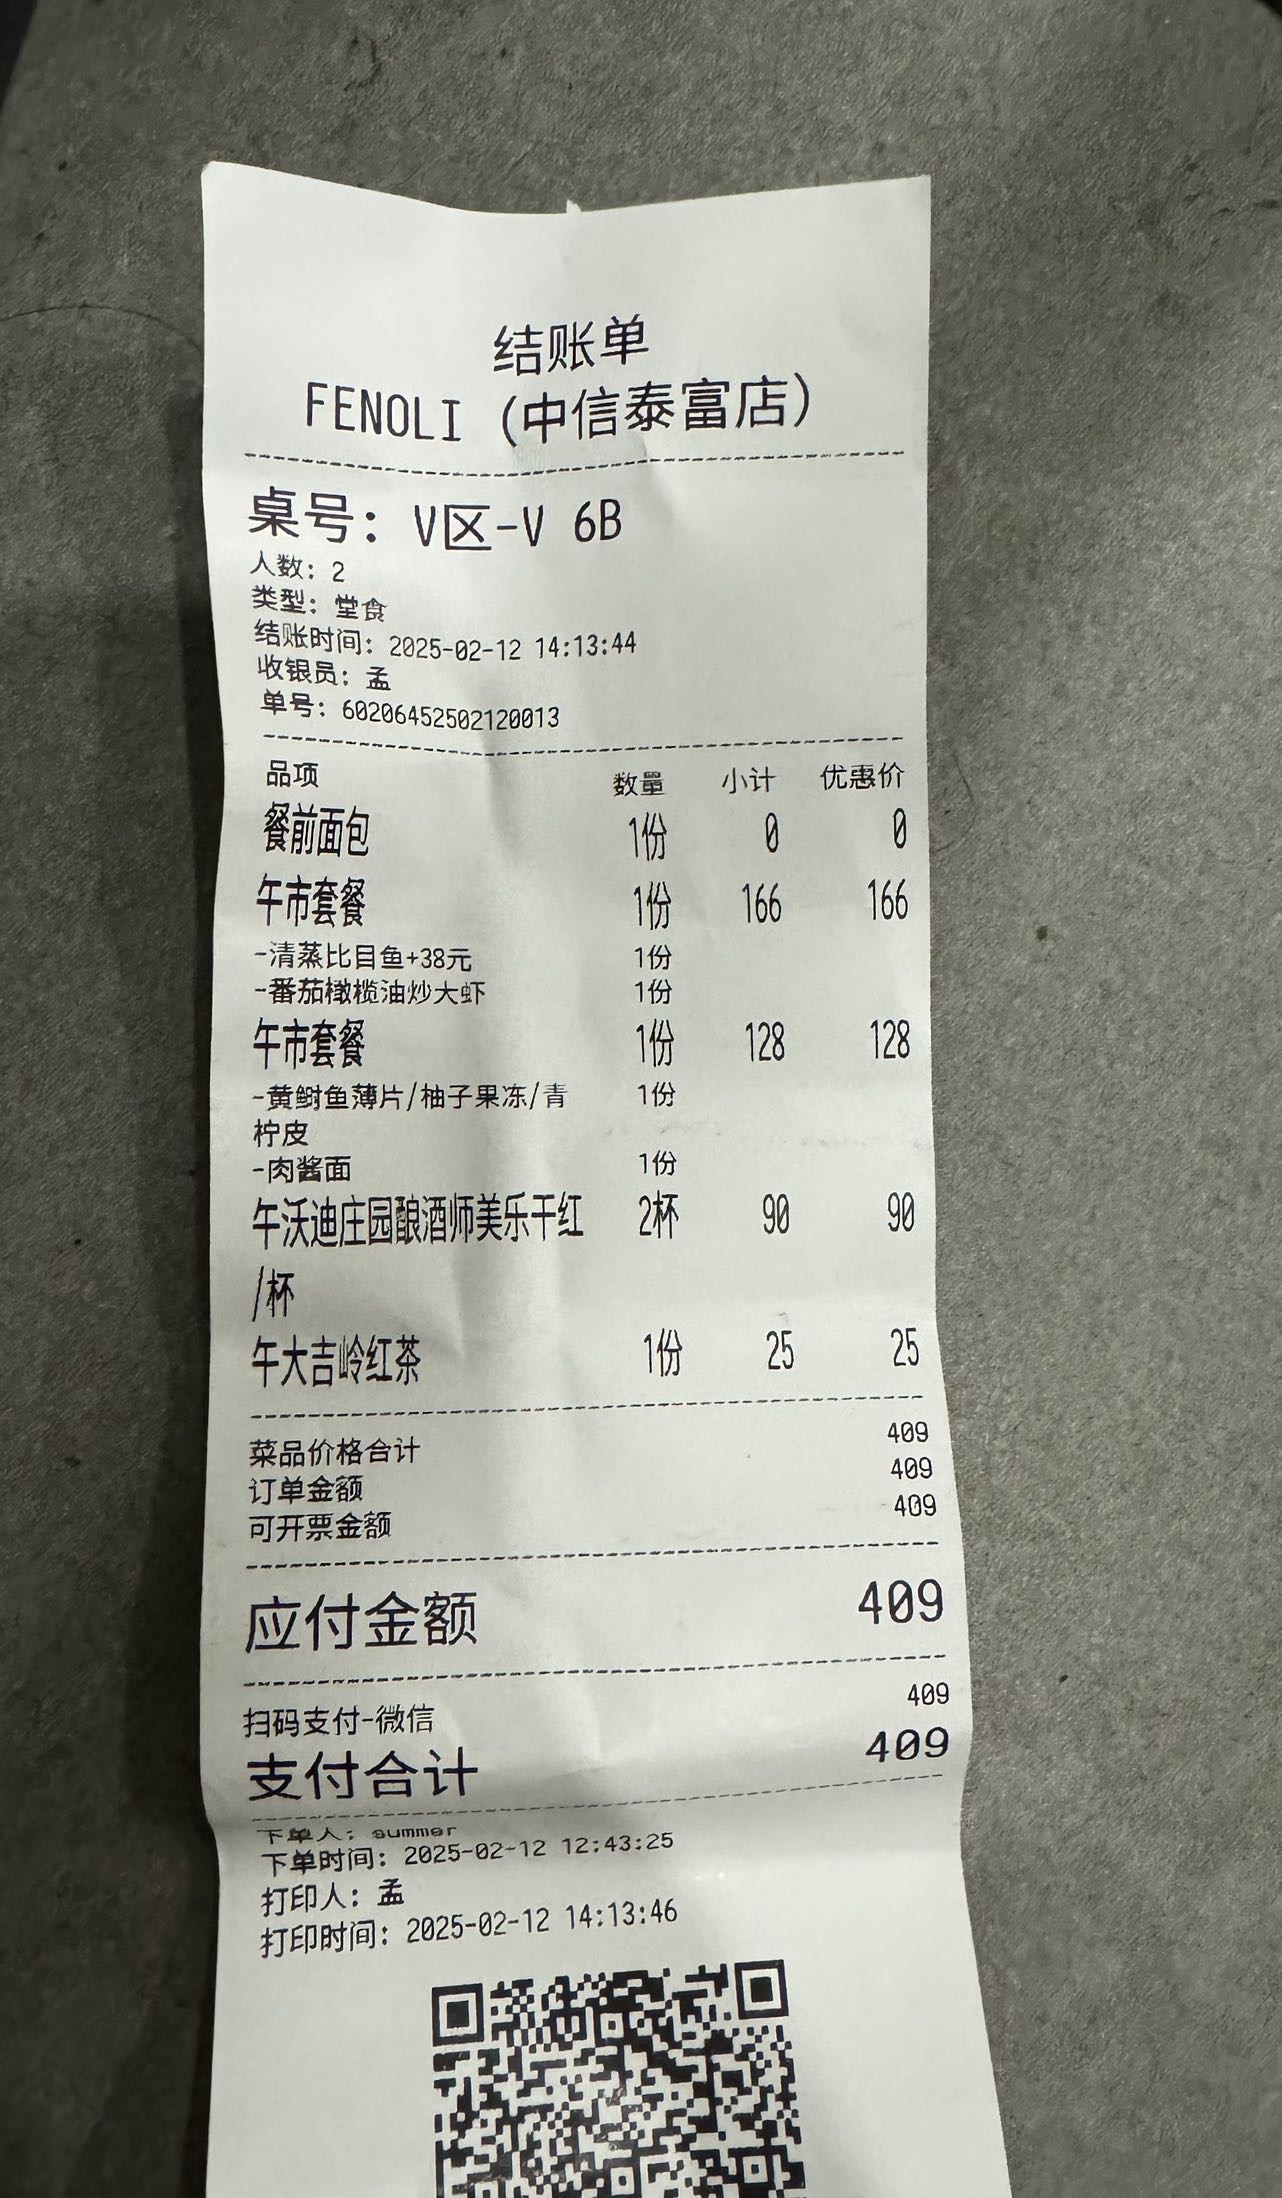 结账单
FENOLI (中信泰富店)
桌号: V区-V 6B
人数: 2
类型: 堂食
结账时间: 2025-02-12 14:13:44
收银员: 孟
单号: 60206452502120013
品项 数量 小计 优惠价
餐前面包 1份 0 0
午市套餐 1份 166 166
-清蒸比目鱼+38元 1份
-番茄橄榄油炒大虾 1份
午市套餐 1份 128 128
-黄鲥鱼薄片/柚子果冻/青 1份
柠皮
-肉酱面 1份
午沃迪庄园酿酒师美乐干红 2杯 90 90
/杯
午大吉岭红茶 1份 25 25
菜品价格合计 409
订单金额 409
可开票金额 409
应付金额 409
扫码支付-微信 409
支付合计 409
下单人: summer
下单时间: 2025-02-12 12:43:25
打印人: 孟
打印时间: 2025-02-12 14:13:46